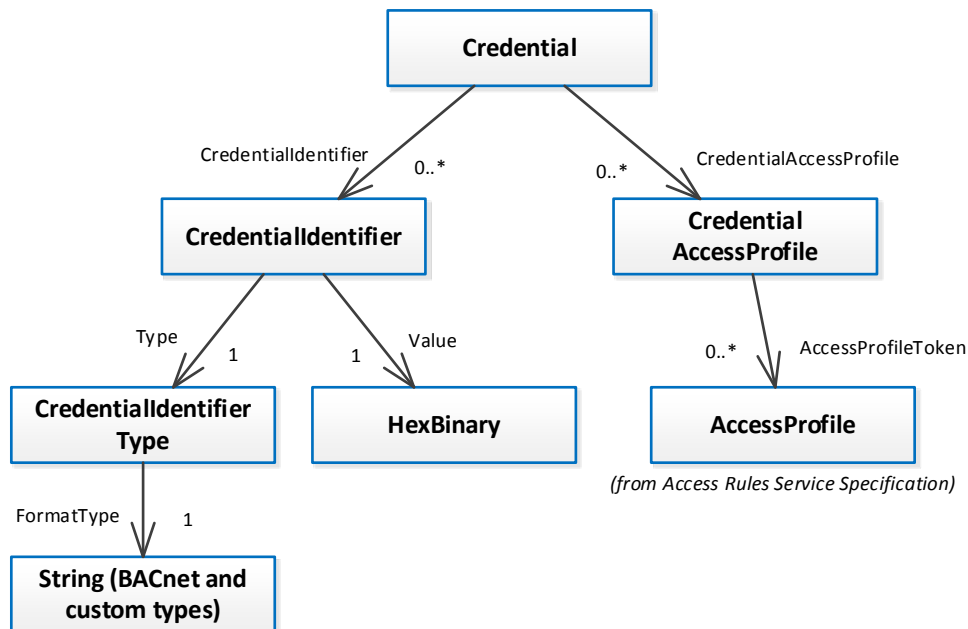 Credential
CredentialIdentifier
0..*
0..*
CredentialAccessProfile
CredentialIdentifier
Credential
AccessProfile
Type
1
1
Value
0..*
AccessProfileToken
CredentialIdentifier
Type
HexBinary
AccessProfile
(from Access Rules Service Specification)
FormatType
1
String (BACnet and
custom types)